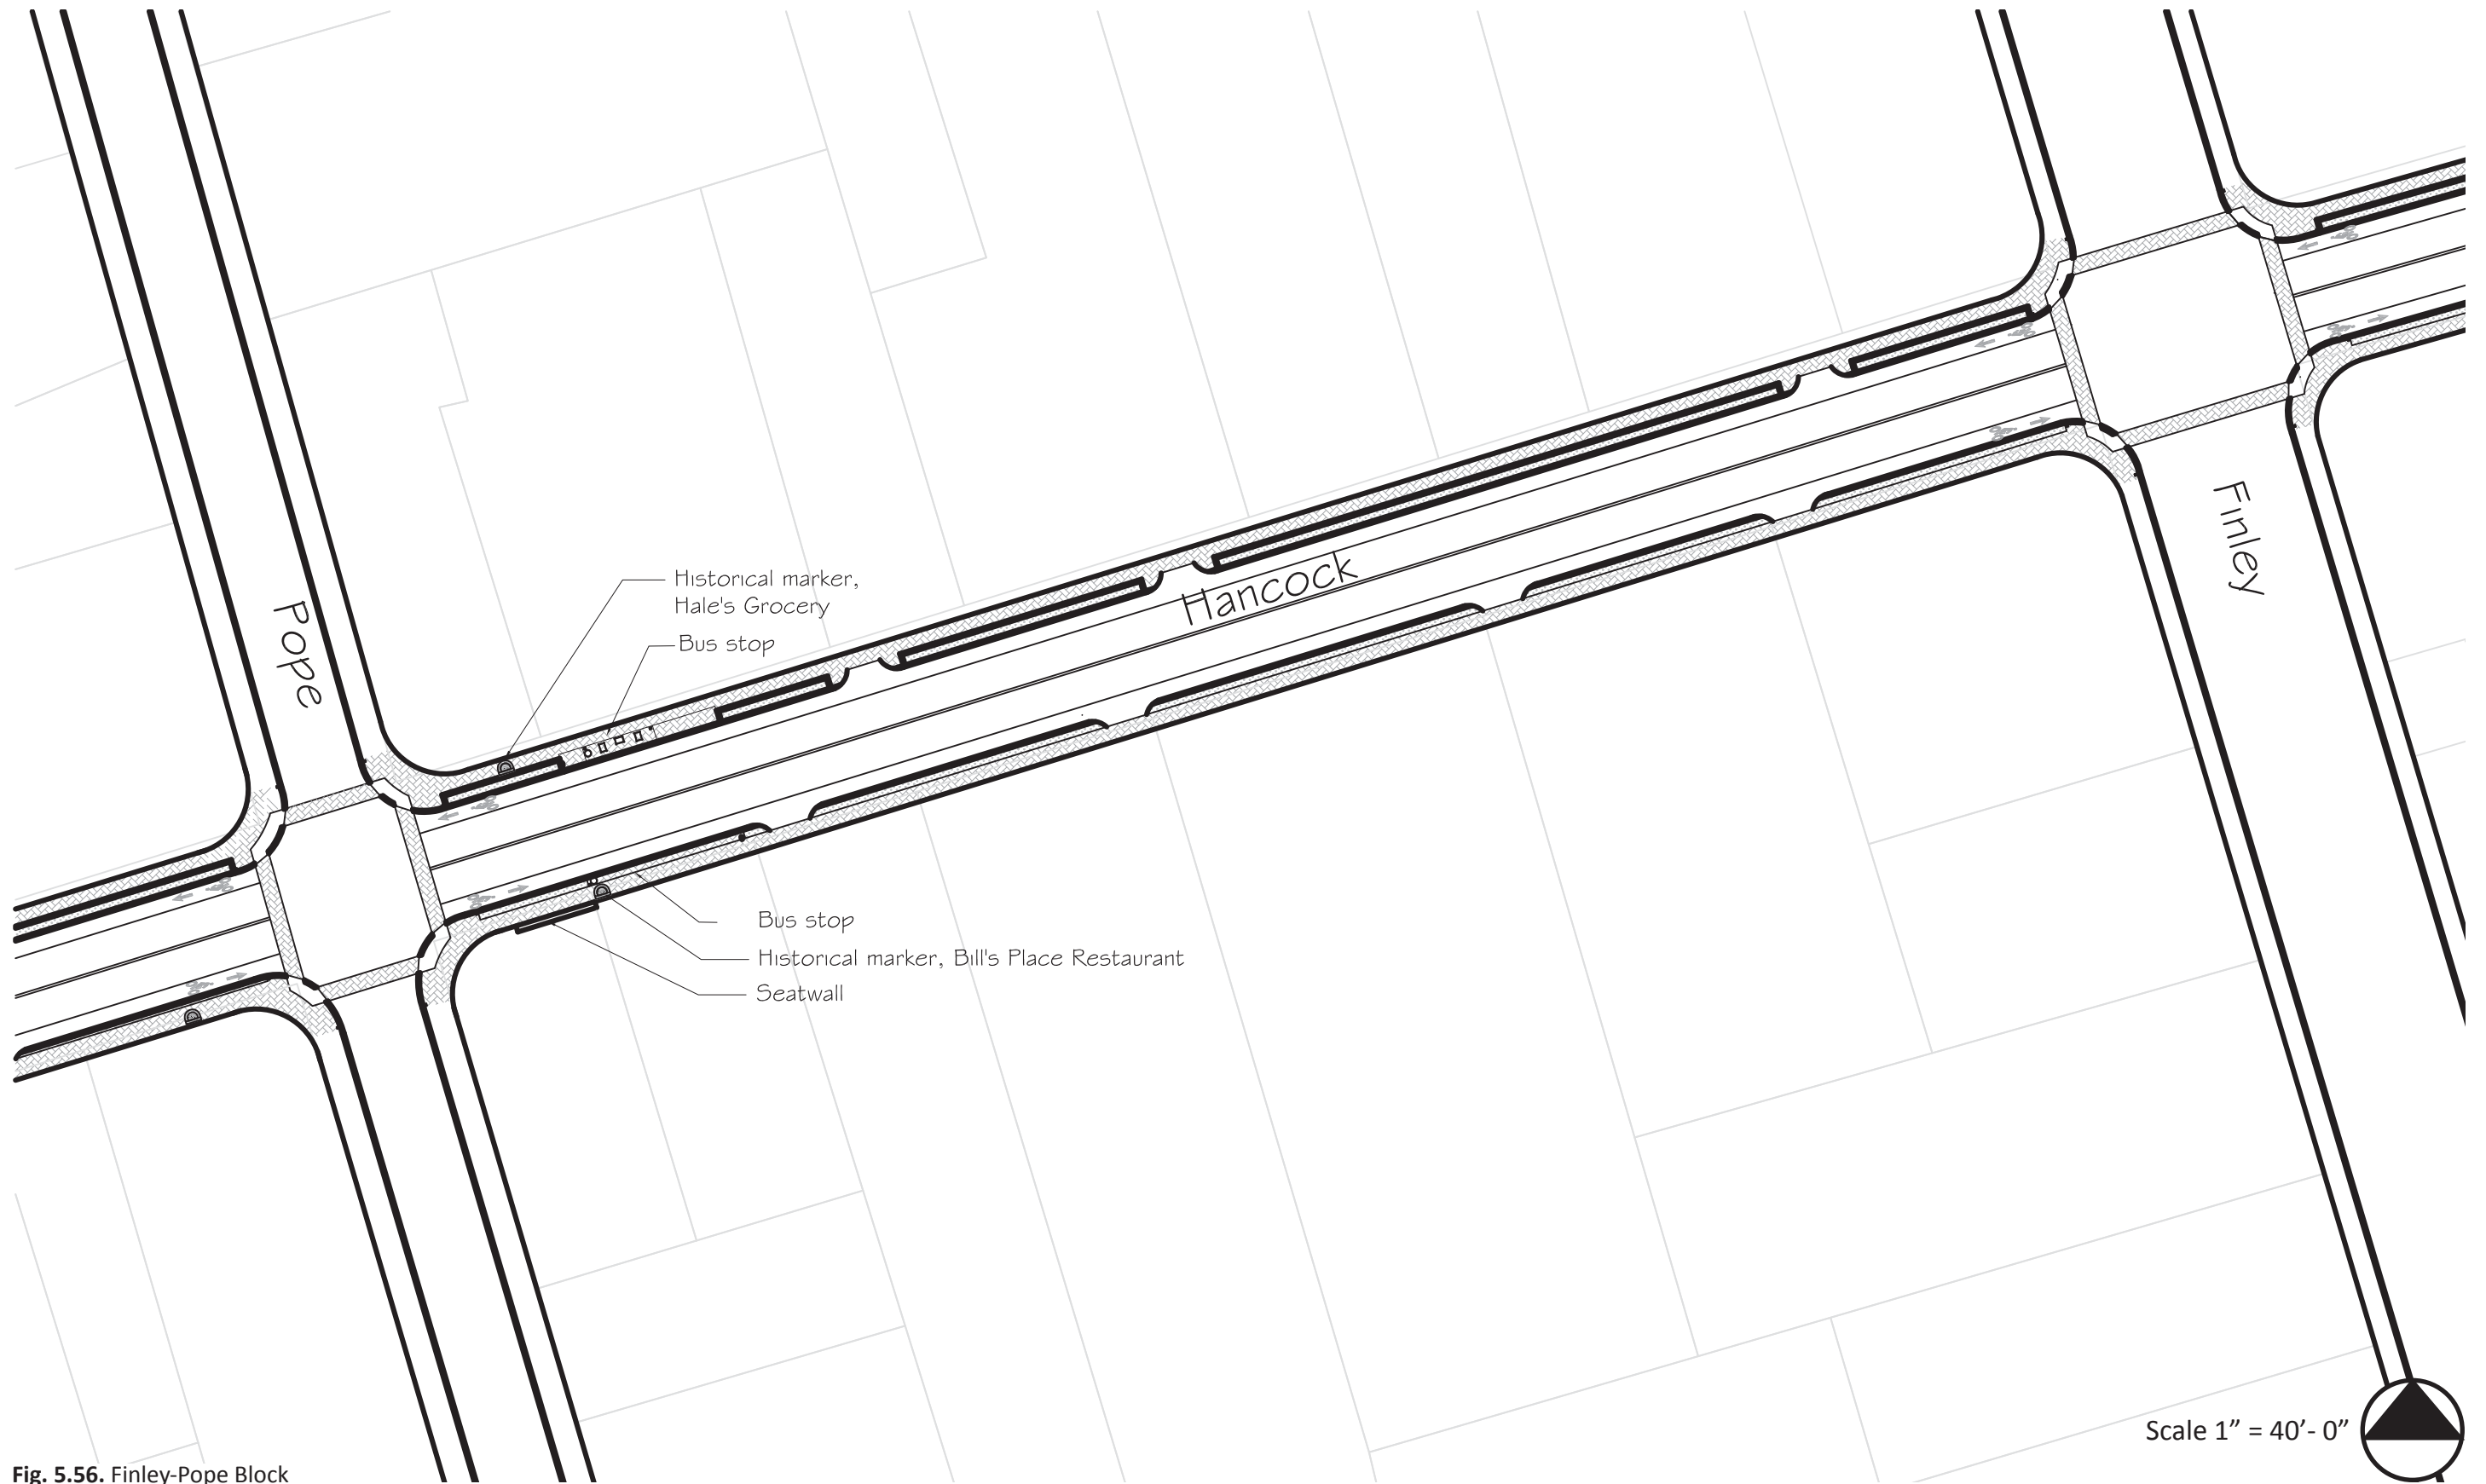 Historical marker,
Hale's Grocery
Bus stop
Hancock
Finley
Pope
Bus stop
Historical marker, Bill's Place Restaurant
Seatwall
Scale 1” = 40’- 0”
Fig. 5.56. Finley-Pope Block